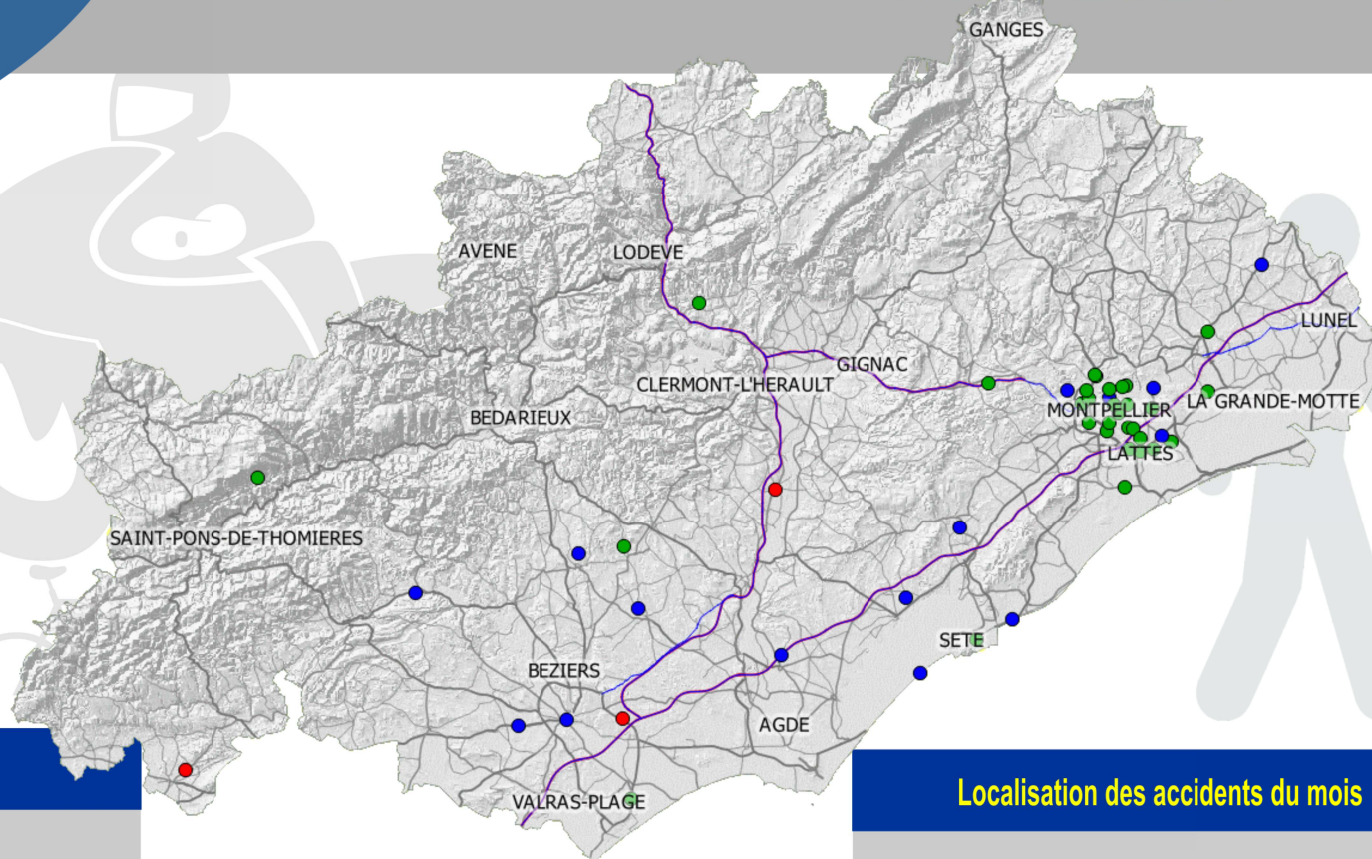 GANGES
AVENE
LODEVE
LUNEL
GIGNAC
CLERMONT-L'HERAULT
LA GRANDE-MOTTE
MONTPELLIER
BEDARIEUX
LATTES
SAINT-PONS-DE-THOMIERES
SETE
BEZIERS
AGDE
VALRAS-PLAGE
Localisation des accidents du mois